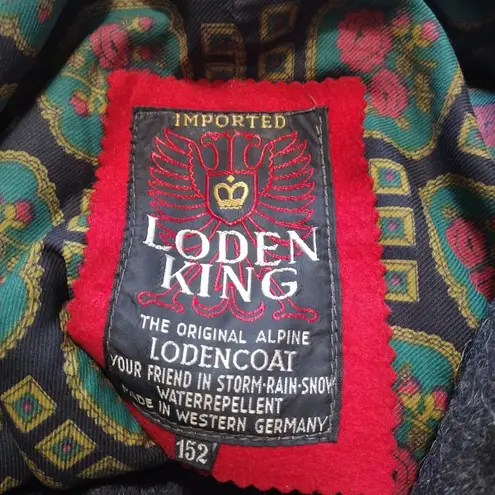 IMPORTED
LODEN
KING
THE ORIGINAL ALPINE
LODENCOAT
YOUR FRIEND IN STORM-RAIN-SNOW
WATERREPELLENT
MADE IN WESTERN GERMANY
152